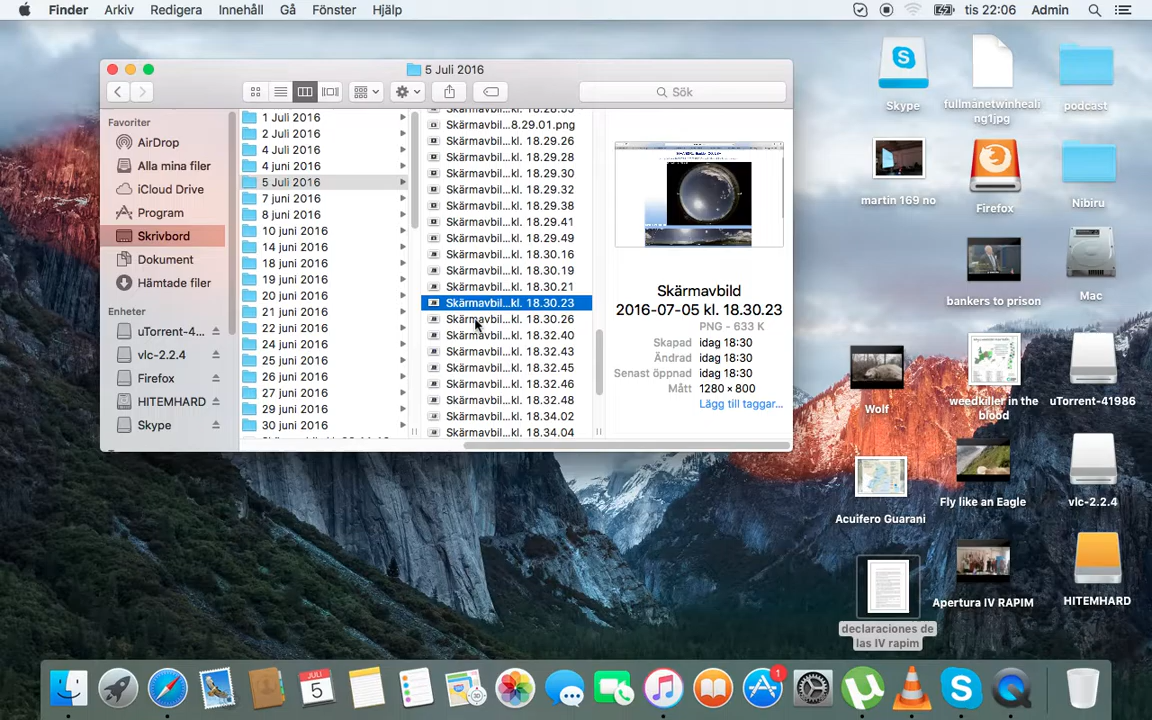 Finder Arkiv Redigera Innehåll Gå Fönster Hjälp tis 22:06 Admin
5 Juli 2016
Sök
Favoriter
AirDrop
Alla mina filer
iCloud Drive
Program
Skrivbord
Dokument
Hämtade filer
Enheter
uTorrent-4...
vlc-2.2.4
Firefox
HITEMHARD
Skype
1 Juli 2016
2 Juli 2016
4 Juli 2016
4 juni 2016
5 Juli 2016
7 juni 2016
8 juni 2016
10 juni 2016
14 juni 2016
18 juni 2016
19 juni 2016
20 juni 2016
21 juni 2016
22 juni 2016
24 juni 2016
25 juni 2016
26 juni 2016
27 juni 2016
29 juni 2016
30 juni 2016
Skärmavbil...8.29.01.png
Skärmavbil...kl. 18.29.26
Skärmavbil...kl. 18.29.28
Skärmavbil...kl. 18.29.30
Skärmavbil...kl. 18.29.32
Skärmavbil...kl. 18.29.38
Skärmavbil...kl. 18.29.41
Skärmavbil...kl. 18.29.49
Skärmavbil...kl. 18.30.16
Skärmavbil...kl. 18.30.19
Skärmavbil...kl. 18.30.21
Skärmavbil...kl. 18.30.23
Skärmavbil...kl. 18.30.26
Skärmavbil...kl. 18.32.40
Skärmavbil...kl. 18.32.43
Skärmavbil...kl. 18.32.45
Skärmavbil...kl. 18.32.46
Skärmavbil...kl. 18.32.48
Skärmavbil...kl. 18.34.02
Skärmavbil...kl. 18.34.04
Skärmavbild
2016-07-05 kl. 18.30.23
PNG - 633 K
Skapad idag 18:30
Ändrad idag 18:30
Senast öppnad idag 18:30
Mått 1280 × 800
Lägg till taggar...
Skype
fullmånetwinheali
ng1jpg
podcast
martin 169 no
Firefox
Nibiru
bankers to prison
Mac
Wolf
weedkiller in the
blood
uTorrent-41986
Acuifero Guarani
Fly like an Eagle
vlc-2.2.4
declaraciones de
las IV rapim
Apertura IV RAPIM
HITEMHARD
JULI
5
1